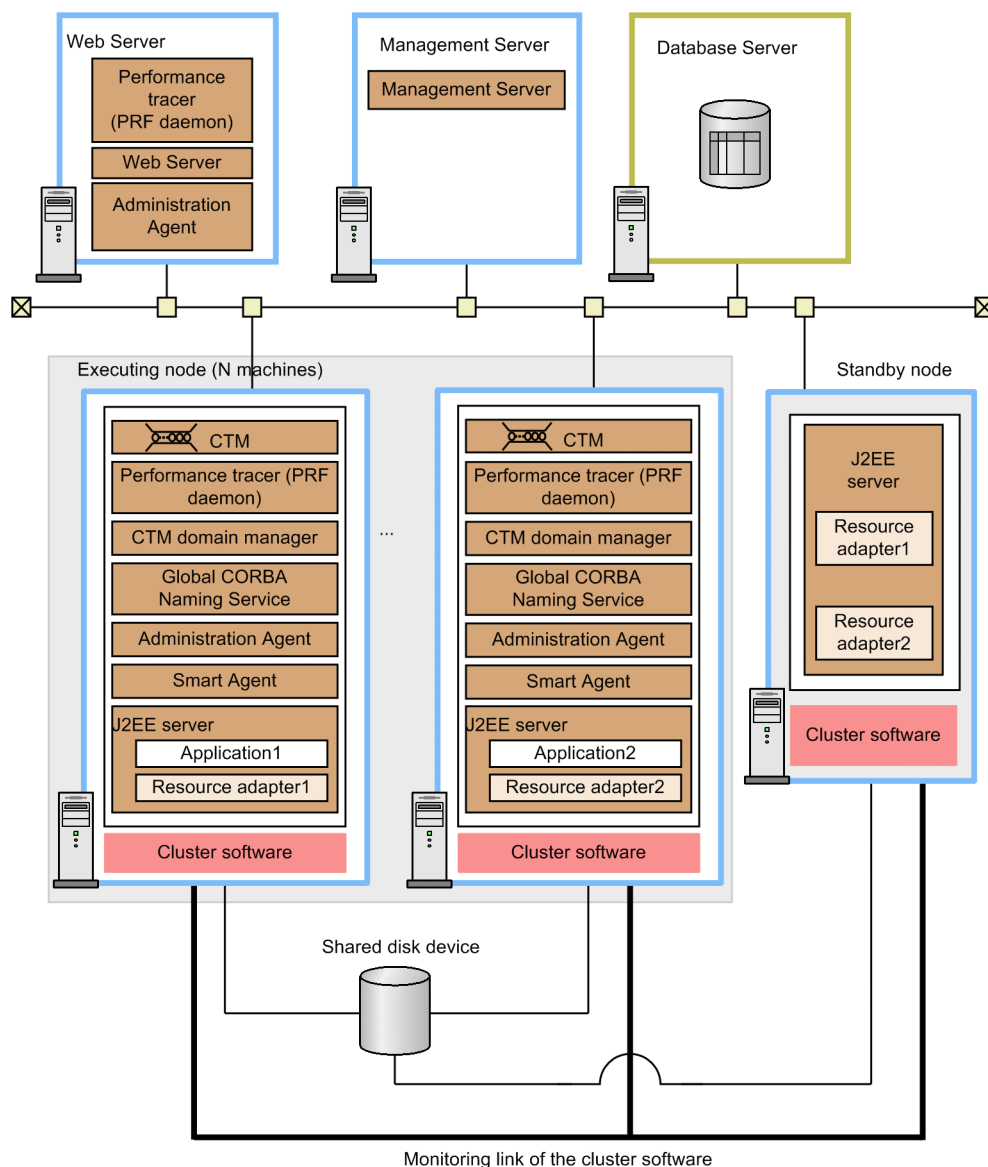 Web Server
Performance
tracer
(PRF daemon)
Web Server
Administration
Agent
Management Server
Management Server
Database Server
Executing node (N machines)
CTM
Performance tracer (PRF
daemon)
CTM domain manager
Global CORBA
Naming Service
Administration Agent
Smart Agent
J2EE server
Application1
Resource adapter1
Cluster software
...
CTM
Performance tracer (PRF
daemon)
CTM domain manager
Global CORBA
Naming Service
Administration Agent
Smart Agent
J2EE server
Application2
Resource adapter2
Cluster software
Standby node
J2EE
server
Resource
adapter1
Resource
adapter2
Cluster software
Shared disk device
Monitoring link of the cluster software